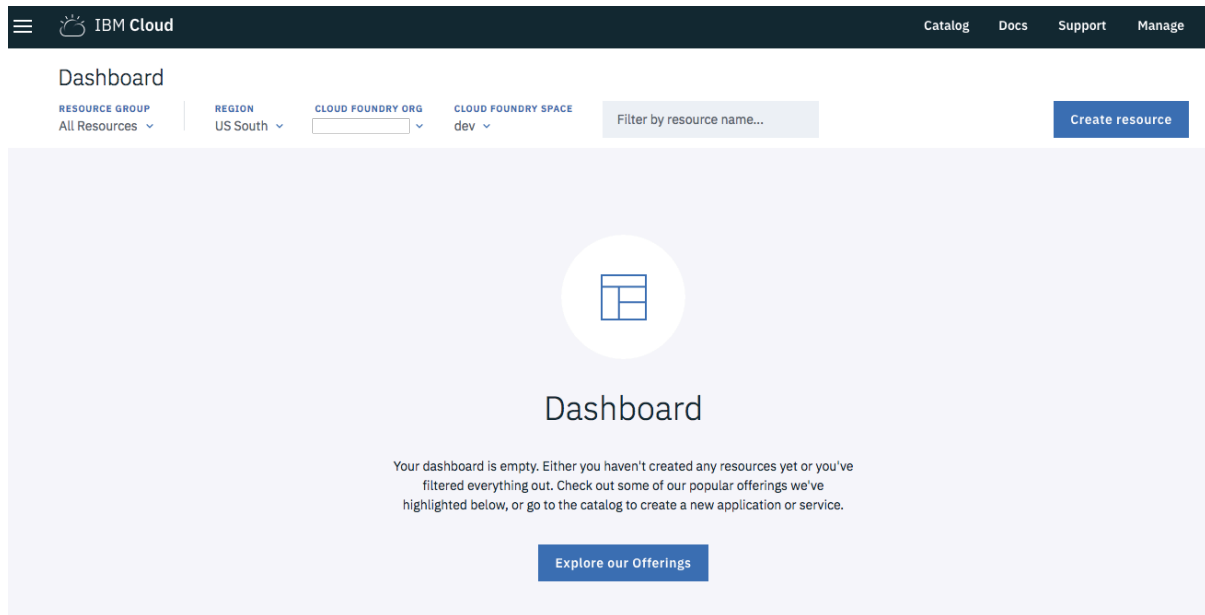 IBM Cloud Catalog Docs Support Manage
Dashboard
RESOURCE GROUP REGION CLOUD FOUNDRY ORG CLOUD FOUNDRY SPACE
All Resources US South dev Filter by resource name... Create resource
Dashboard
Your dashboard is empty. Either you haven't created any resources yet or you've
filtered everything out. Check out some of our popular offerings we've
highlighted below, or go to the catalog to create a new application or service.
Explore our Offerings